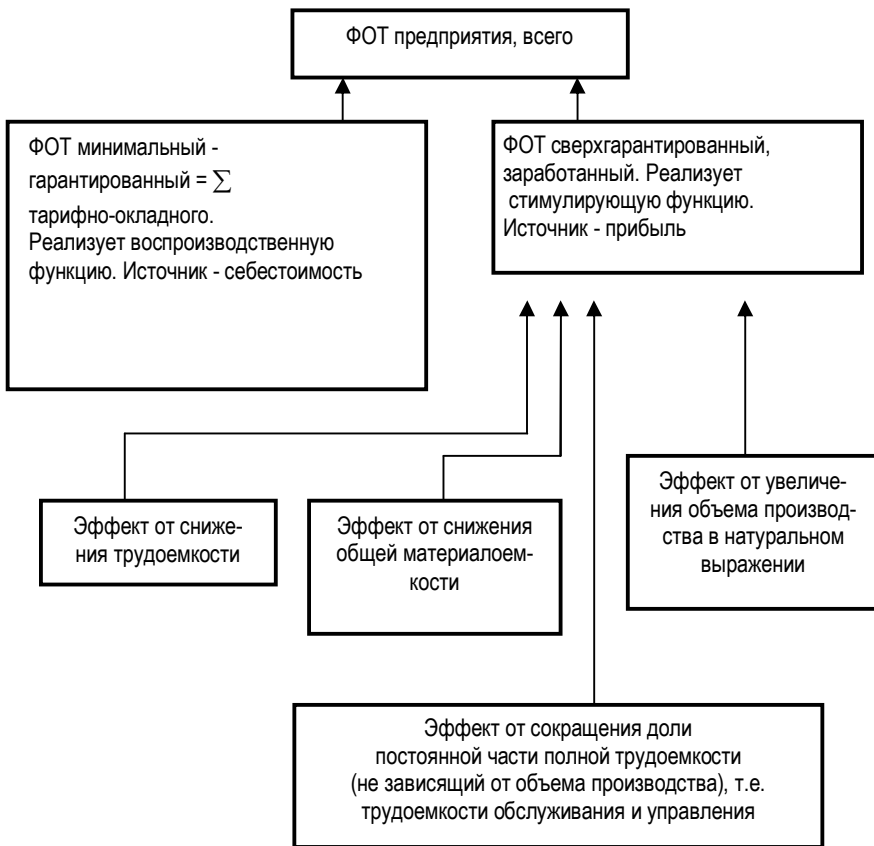 ФОТ предприятия, всего
ФОТ минимальный -
гарантированный = ∑
тарифно-окладного.
Реализует воспроизводственную
функцию. Источник - себестоимость
ФОТ сверхгарантированный,
заработанный. Реализует
стимулирующую функцию.
Источник - прибыль
Эффект от сниже-
ния трудоемкости
Эффект от снижения
общей материалоем-
кости
Эффект от увеличе-
ния объема производ-
ства в натуральном
выражении
Эффект от сокращения доли
постоянной части полной трудоемкости
(не зависящий от объема производства), т.е.
трудоемкости обслуживания и управления